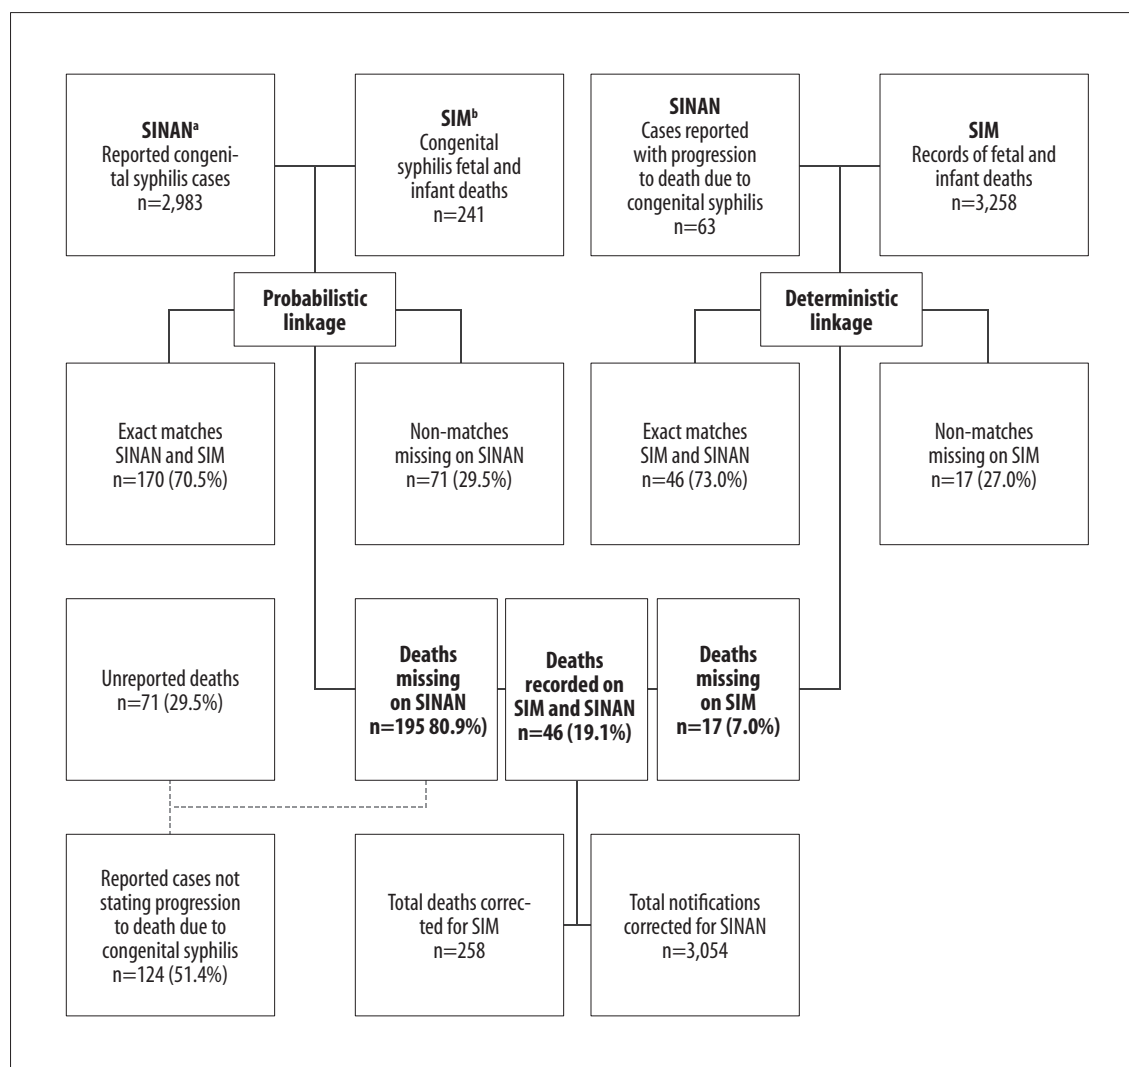 SINANᵃ
Reported congeni-
tal syphilis cases
n=2,983
SIMᵇ
Congenital
syphilis fetal and
infant deaths
n=241
SINAN
Cases reported
with progression
to death due to
congenital syphilis
n=63
SIM
Records of fetal and
infant deaths
n=3,258
Probabilistic
linkage
Deterministic
linkage
Exact matches
SINAN and SIM
n=170 (70.5%)
Non-matches
missing on SINAN
n=71 (29.5%)
Exact matches
SIM and SINAN
n=46 (73.0%)
Non-matches
missing on SIM
n=17 (27.0%)
Unreported deaths
n=71 (29.5%)
Deaths
missing
on SINAN
n=195 80.9%)
Deaths
recorded on
SIM and SINAN
n=46 (19.1%)
Deaths
missing
on SIM
n=17 (7.0%)
Reported cases not
stating progression
to death due to
congenital syphilis
n=124 (51.4%)
Total deaths correc-
ted for SIM
n=258
Total notifications
corrected for SINAN
n=3,054